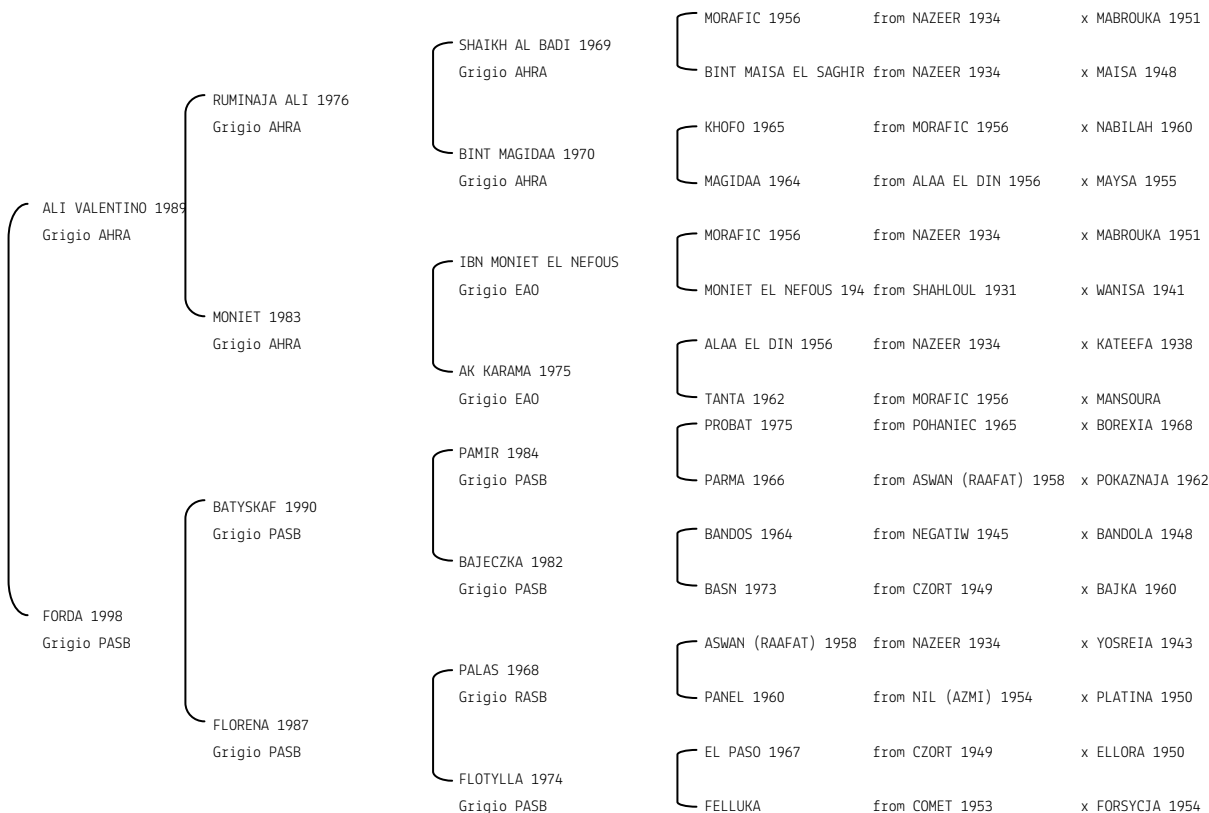 MORAFIC 1956 from NAZEER 1934 x MABROUKA 1951
SHAIKH AL BADI 1969
Grigio AHRA
BINT MAISA EL SAGHIR from NAZEER 1934 x MAISA 1948
RUMINAJA ALI 1976
Grigio AHRA
KHOFO 1965 from MORAFIC 1956 x NABILAH 1960
BINT MAGIDAA 1970
Grigio AHRA
MAGIDAA 1964 from ALAA EL DIN 1956 x MAYSA 1955
ALI VALENTINO 1989
Grigio AHRA
MORAFIC 1956 from NAZEER 1934 x MABROUKA 1951
IBN MONIET EL NEFOUS
Grigio EAO
MONIET EL NEFOUS 194 from SHAHLOUL 1931 x WANISA 1941
MONIET 1983
Grigio AHRA
ALAA EL DIN 1956 from NAZEER 1934 x KATEEFA 1938
AK KARAMA 1975
Grigio EAO
TANTA 1962 from MORAFIC 1956 x MANSOURA
PROBAT 1975 from POHANIEC 1965 x BOREXIA 1968
PAMIR 1984
Grigio PASB
PARMA 1966 from ASWAN (RAAFAT) 1958 x POKAZNAJA 1962
BATYSKAF 1990
Grigio PASB
BANDOS 1964 from NEGATIW 1945 x BANDOLA 1948
BAJECZKA 1982
Grigio PASB
BASN 1973 from CZORT 1949 x BAJKA 1960
FORDA 1998
Grigio PASB
ASWAN (RAAFAT) 1958 from NAZEER 1934 x YOSREIA 1943
PALAS 1968
Grigio RASB
PANEL 1960 from NIL (AZMI) 1954 x PLATINA 1950
FLORENA 1987
Grigio PASB
EL PASO 1967 from CZORT 1949 x ELLORA 1950
FLOTYLLA 1974
Grigio PASB
FELLUKA from COMET 1953 x FORSYCJA 1954